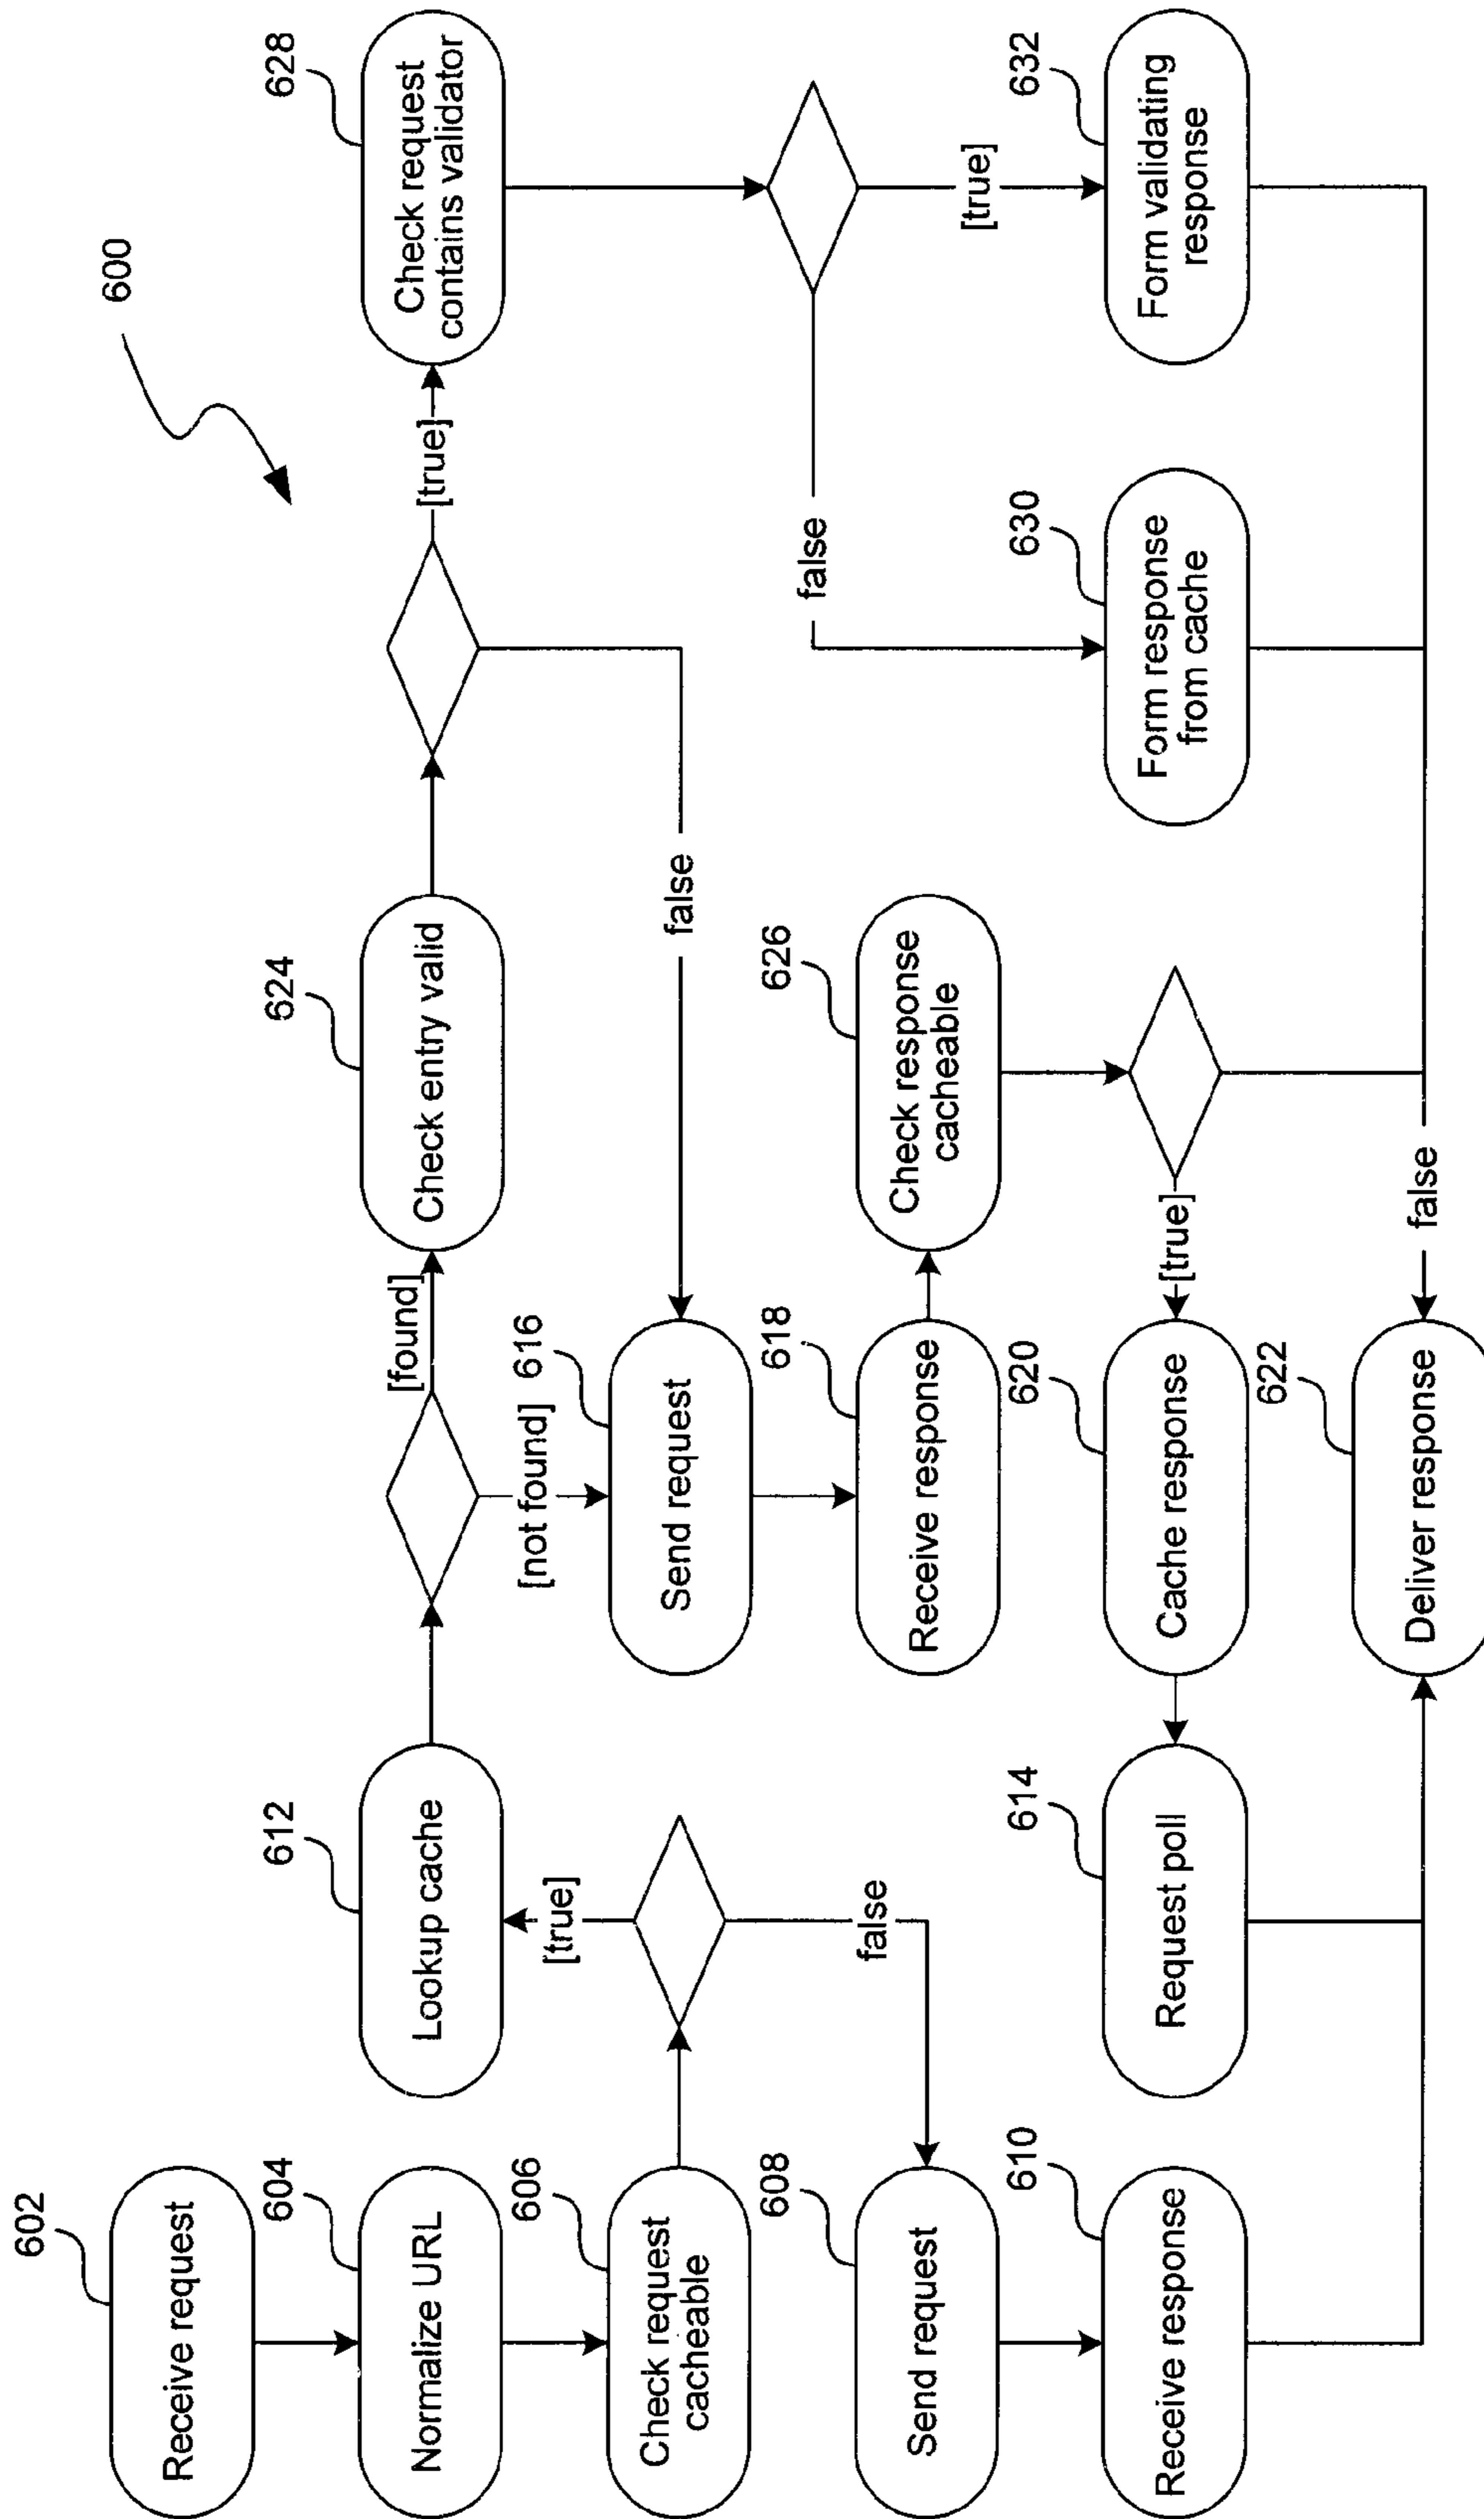 600
602
Receive request
604
Normalize URL
606
Check request
cacheable
[true]
false
608
Send request
610
Receive response
612
Lookup cache
[found]
[not found]
616
Send request
618
Receive response
620
Cache response
614
Request poll
622
Deliver response
624
Check entry valid
[true]
false
626
Check response
cacheable
[true]
false
628
Check request
contains validator
false
[true]
630
Form response
from cache
632
Form validating
response